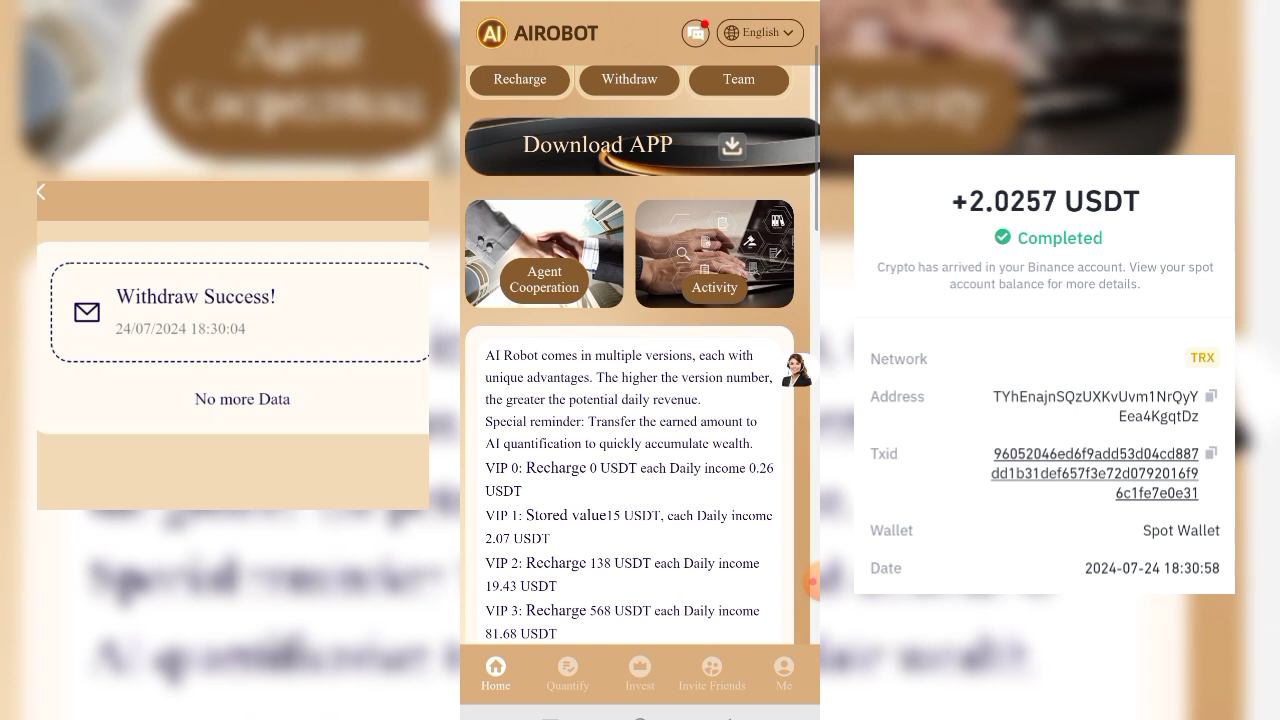 Agent
Cooperation
Activity
Withdraw Success!
24/07/2024 18:30:04
No more Data
AI AIROBOT
English
Recharge
Withdraw
Team
Download APP
Agent
Cooperation
Activity
AI Robot comes in multiple versions, each with
unique advantages. The higher the version number,
the greater the potential daily revenue.
Special reminder: Transfer the earned amount to
AI quantification to quickly accumulate wealth.
VIP 0: Recharge 0 USDT each Daily income 0.26
USDT
VIP 1: Stored value15 USDT, each Daily income
2.07 USDT
VIP 2: Recharge 138 USDT each Daily income
19.43 USDT
VIP 3: Recharge 568 USDT each Daily income
81.68 USDT
Home
Quantify
Invest
Invite Friends
Me
+2.0257 USDT
Completed
Crypto has arrived in your Binance account. View your spot
account balance for more details.
Network TRX
Address TYhEnajnSQzUXKvUvm1NrQyY
Eea4KgqtDz
Txid 96052046ed6f9add53d04cd887
dd1b31def657f3e72d0792016f9
6c1fe7e0e31
Wallet Spot Wallet
Date 2024-07-24 18:30:58